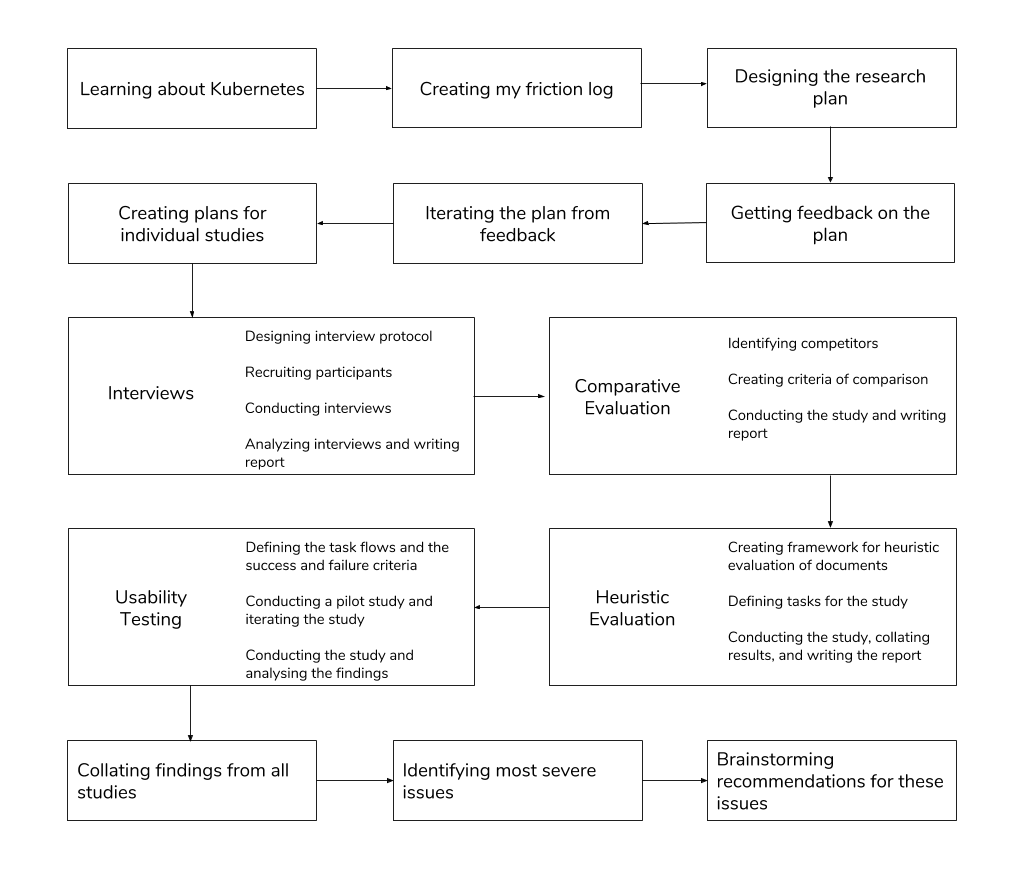 Learning about Kubernetes
Creating my friction log
Designing the research
plan
Creating plans for
individual studies
Iterating the plan from
feedback
Getting feedback on the
plan
Interviews
Designing interview protocol
Recruiting participants
Conducting interviews
Analyzing interviews and writing
report
Comparative
Evaluation
Identifying competitors
Creating criteria of comparison
Conducting the study and writing
report
Usability
Testing
Defining the task flows and the
success and failure criteria
Conducting a pilot study and
iterating the study
Conducting the study and
analysing the findings
Heuristic
Evaluation
Creating framework for heuristic
evaluation of documents
Defining tasks for the study
Conducting the study, collating
results, and writing the report
Collating findings from all
studies
Identifying most severe
issues
Brainstorming
recommendations for these
issues